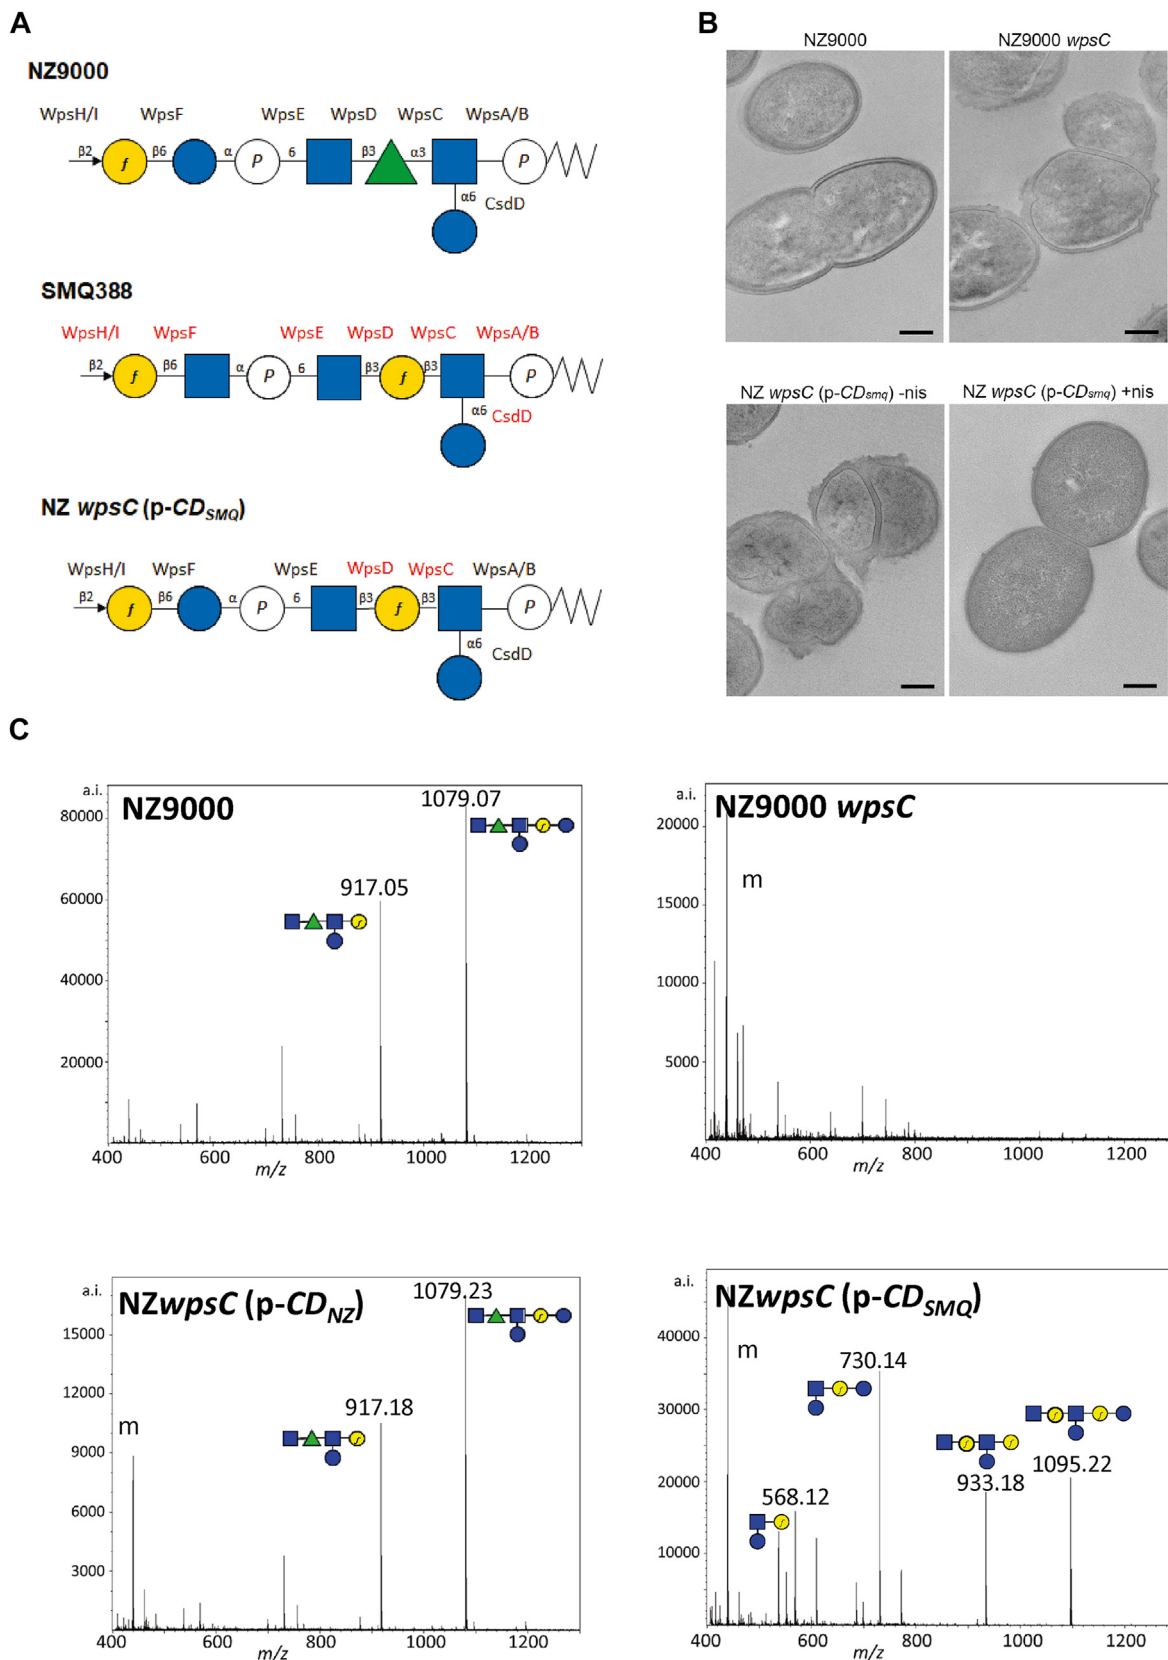 A
NZ9000
WpsH/I WpsF WpsE WpsD WpsC WpsA/B
β2 f β6 α P 6 β3 α3 P
α6 CsdD
SMQ388
WpsH/I WpsF WpsE WpsD WpsC WpsA/B
β2 f β6 α P 6 β3 f β3 P
α6 CsdD
NZ wpsC (p-CDSMQ)
WpsH/I WpsF WpsE WpsD WpsC WpsA/B
β2 f β6 α P 6 β3 f β3 P
α6 CsdD
B
NZ9000 NZ9000 wpsC
NZ wpsC (p-CDsmq) -nis NZ wpsC (p-CDsmq) +nis
C
a.i. NZ9000
1079.07
f
917.05
f
80000
60000
40000
20000
400 600 800 1000 1200
m/z
a.i. NZ9000 wpsC
m
20000
15000
10000
5000
400 600 800 1000 1200
m/z
a.i. NZwpsC (p-CDNZ)
1079.23
f
917.18
f
m
15000
12000
9000
6000
3000
400 600 800 1000 1200
m/z
a.i. NZwpsC (p-CDSMQ)
m
730.14
f
f f
f f
1095.22
933.18
568.12
f
40000
30000
20000
10000
400 600 800 1000 1200
m/z